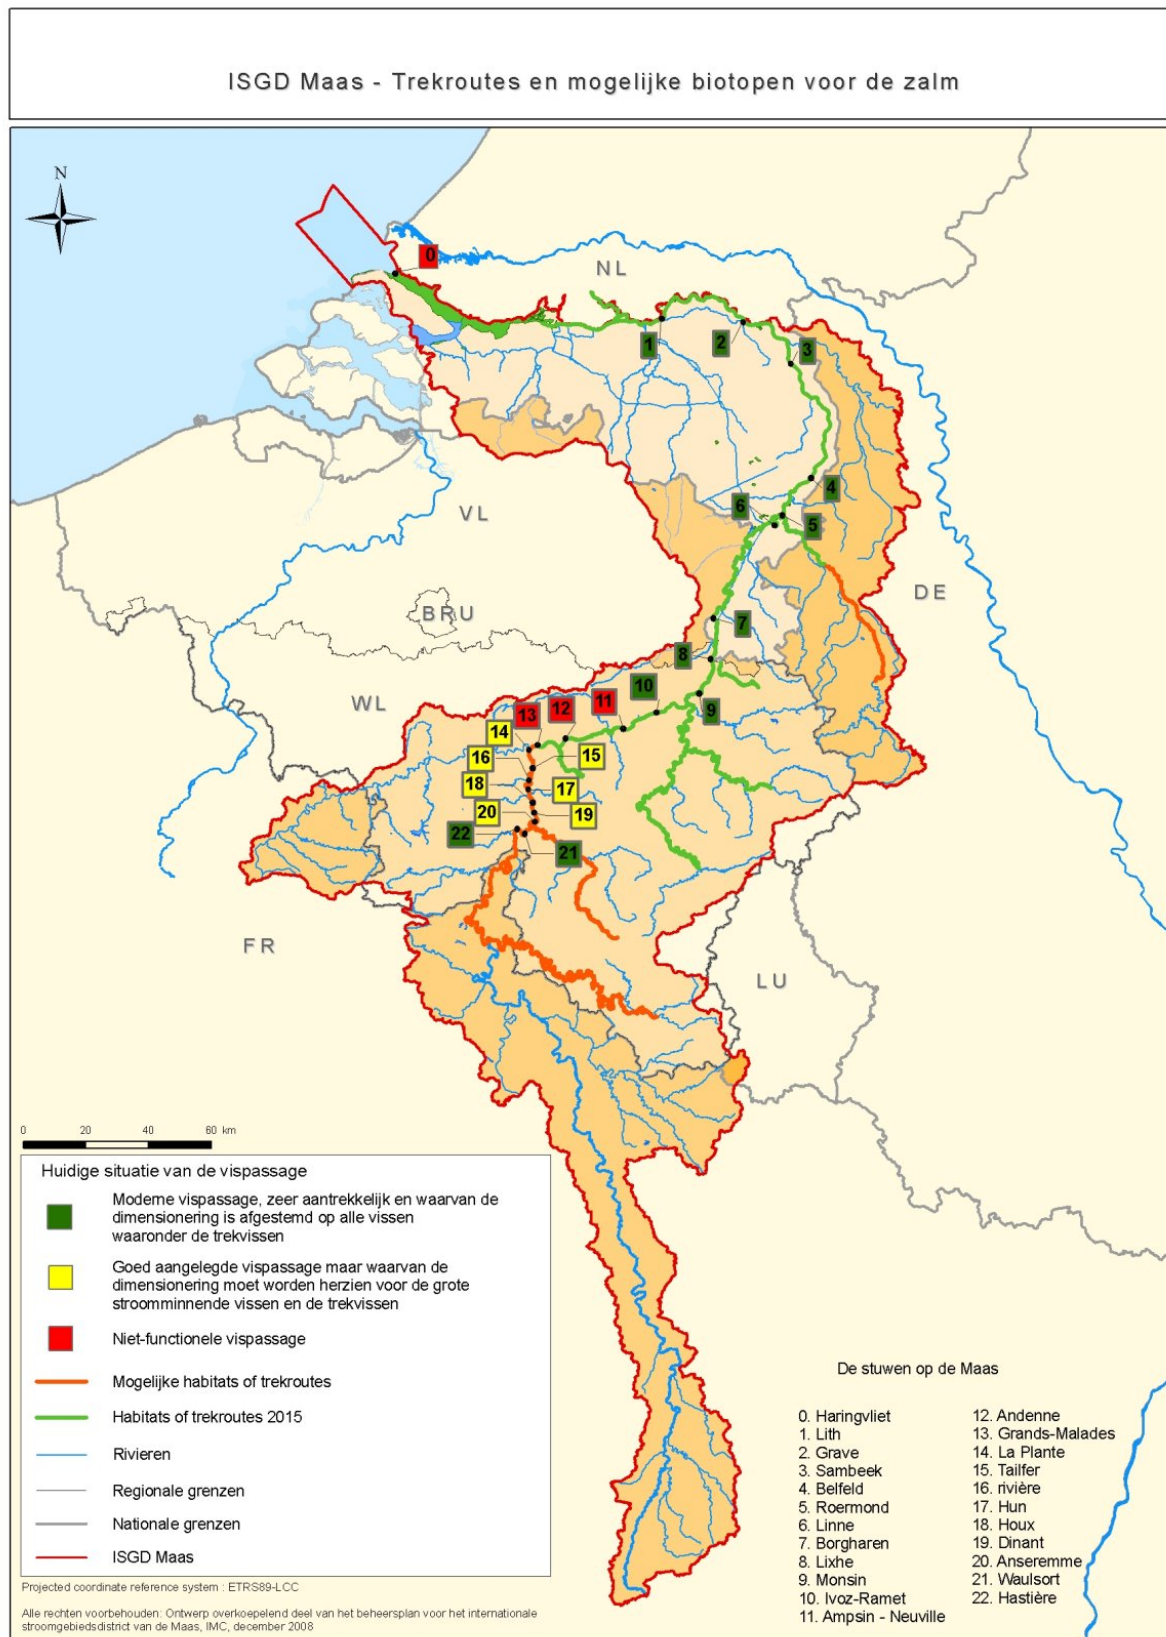 ISGD Maas - Trekroutes en mogelijke biotopen voor de zalm
N
0
NL
1
2
3
4
6
5
VL
DE
BRU
7
8
WL
10
9
11
12
13
14
16
15
18
17
20
19
22
21
FR
LU
0 20 40 60 km
Huidige situatie van de vispassage
Moderne vispassage, zeer aantrekkelijk en waarvan de
dimensionering is afgestemd op alle vissen
waaronder de trekvissen
Goed aangelegde vispassage maar waarvan de
dimensionering moet worden herzien voor de grote
stroomminnende vissen en de trekvissen
Niet-functionele vispassage
Mogelijke habitats of trekroutes
Habitats of trekroutes 2015
Rivieren
Regionale grenzen
Nationale grenzen
ISGD Maas
Projected coordinate reference system : ETRS89-LCC
Alle rechten voorbehouden: Ontwerp overkoepelend deel van het beheersplan voor het internationale
stroomgebiedsdistrict van de Maas, IMC, december 2008
De stuwen op de Maas
0. Haringvliet
1. Lith
2. Grave
3. Sambeek
4. Belfeld
5. Roermond
6. Linne
7. Borgharen
8. Lixhe
9. Monsin
10. Ivoz-Ramet
11. Ampsin - Neuville
12. Andenne
13. Grands-Malades
14. La Plante
15. Tailfer
16. rivière
17. Hun
18. Houx
19. Dinant
20. Anseremme
21. Waulsort
22. Hastière